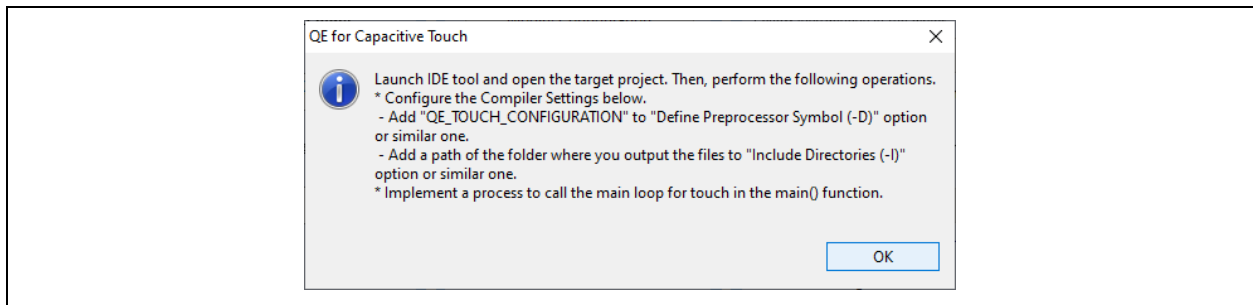 QE for Capacitive Touch
Launch IDE tool and open the target project. Then, perform the following operations.
* Configure the Compiler Settings below.
- Add "QE_TOUCH_CONFIGURATION" to "Define Preprocessor Symbol (-D)" option
or similar one.
- Add a path of the folder where you output the files to "Include Directories (-I)"
option or similar one.
* Implement a process to call the main loop for touch in the main() function.
OK